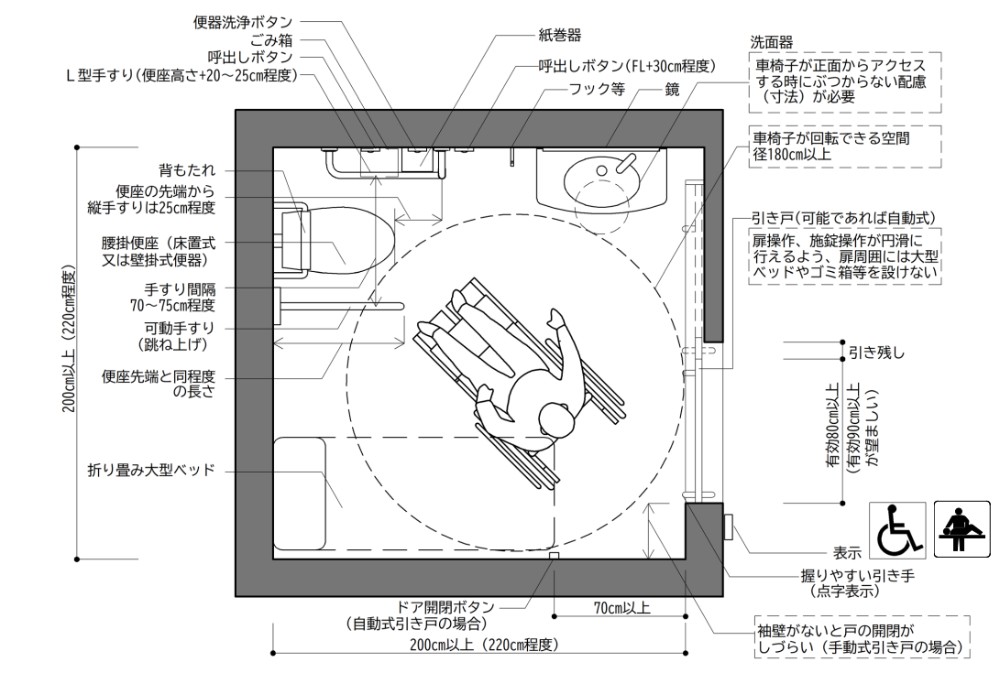 便器洗浄ボタン
ごみ箱
呼出しボタン
L型手すり(便座高さ+20～25cm程度)
紙巻器
呼出しボタン(FL+30cm程度)
フック等
鏡
洗面器
車椅子が正面からアクセス
する時にぶつからない配慮
（寸法）が必要
車椅子が回転できる空間
径180cm以上
引き戸(可能であれば自動式)
扉操作、施錠操作が円滑に
行えるよう、扉周囲には大型
ベッドやゴミ箱等を設けない
背もたれ
便座の先端から
縦手すりは25cm程度
腰掛便座（床置式
又は壁掛式便器）
手すり間隔
70～75cm程度
可動手すり
（跳ね上げ）
便座先端と同程度
の長さ
折り畳み大型ベッド
200cm以上（220cm程度）
引き残し
有効80cm以上
（有効90cm以上
が望ましい）
表示
握りやすい引き手
（点字表示）
ドア開閉ボタン
（自動式引き戸の場合）
70cm以上
200cm以上（220cm程度）
袖壁がないと戸の開閉が
しづらい（手動式引き戸の場合）